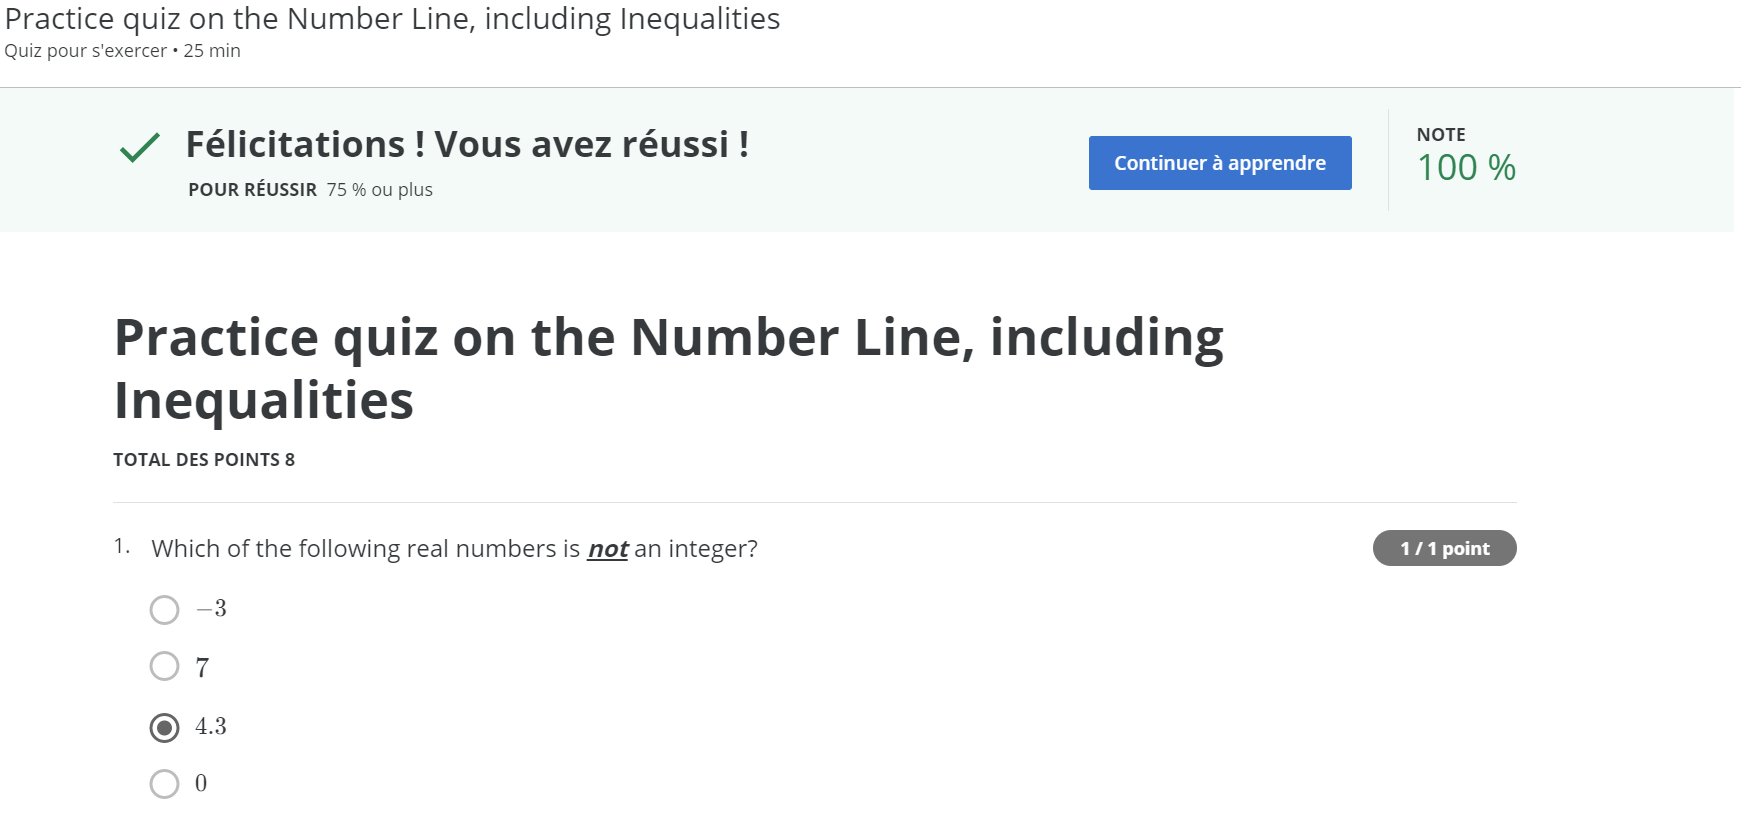 Practice quiz on the Number Line, including Inequalities
Quiz pour s'exercer • 25 min
Félicitations ! Vous avez réussi !
POUR RÉUSSIR 75 % ou plus
Continuer à apprendre
NOTE
100 %
Practice quiz on the Number Line, including
Inequalities
TOTAL DES POINTS 8
1. Which of the following real numbers is not an integer?
1 / 1 point
−3
7
4.3
0